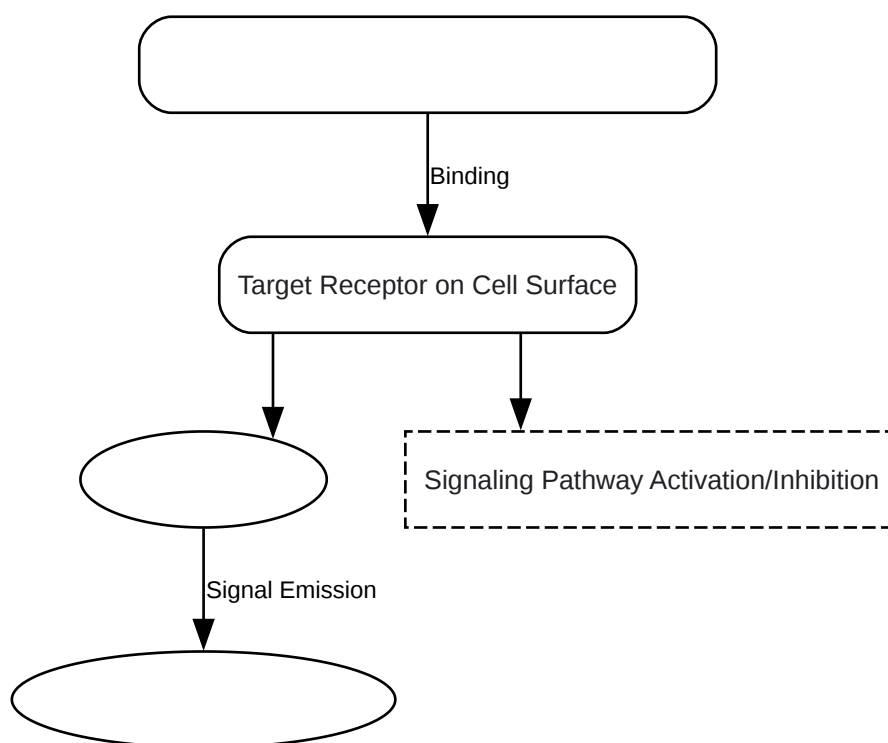 Binding
Target Receptor on Cell Surface
Signaling Pathway Activation/Inhibition
Signal Emission